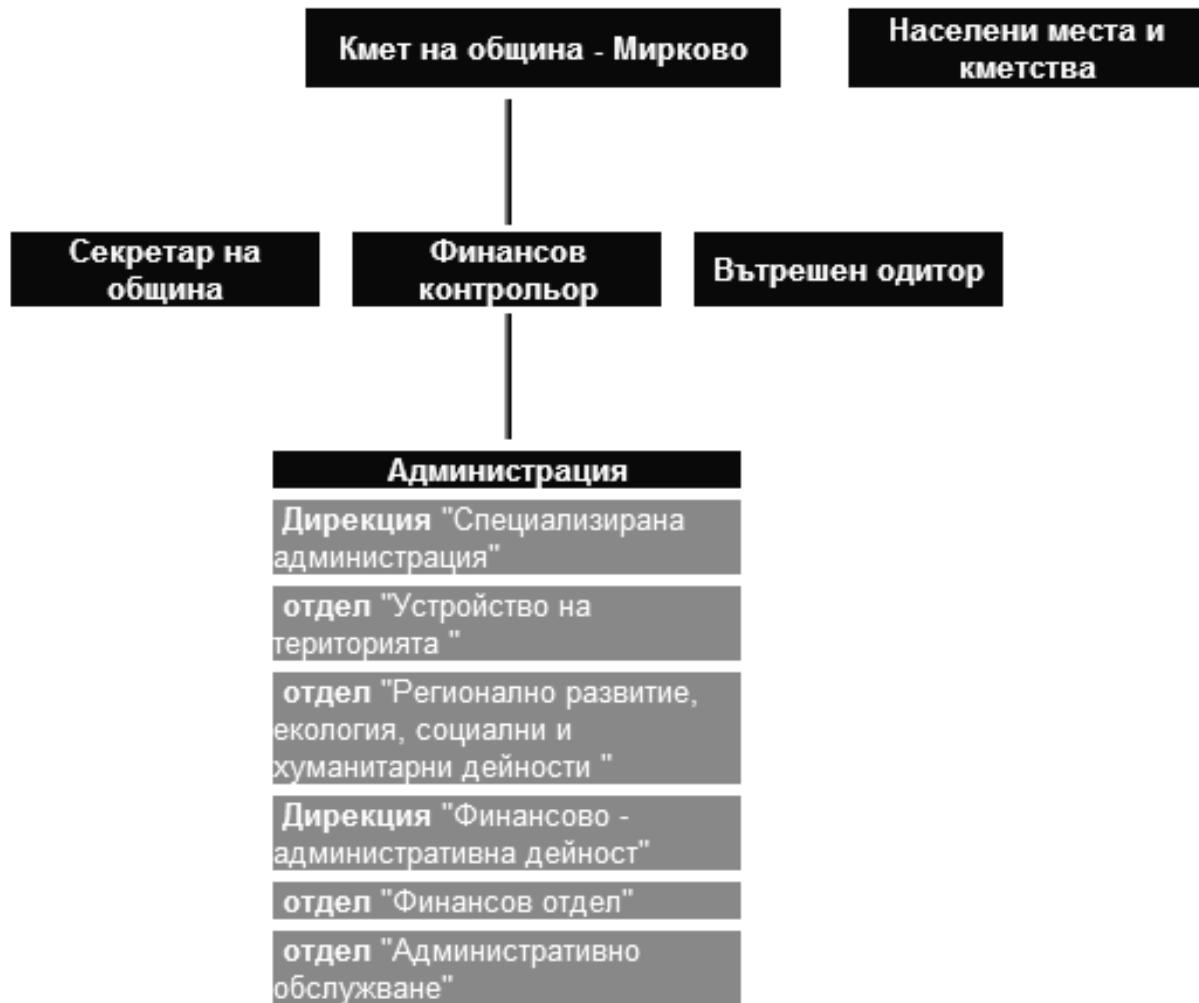 Кмет на община - Мирково
Населени места и
кметства
Секретар на
община
Финансов
контрольор
Вътрешен одитор
Администрация
Дирекция "Специализирана
администрация"
отдел "Устройство на
територията "
отдел "Регионално развитие,
екология, социални и
хуманитарни дейности "
Дирекция "Финансово -
административна дейност"
отдел "Финансов отдел"
отдел "Административно
обслужване"